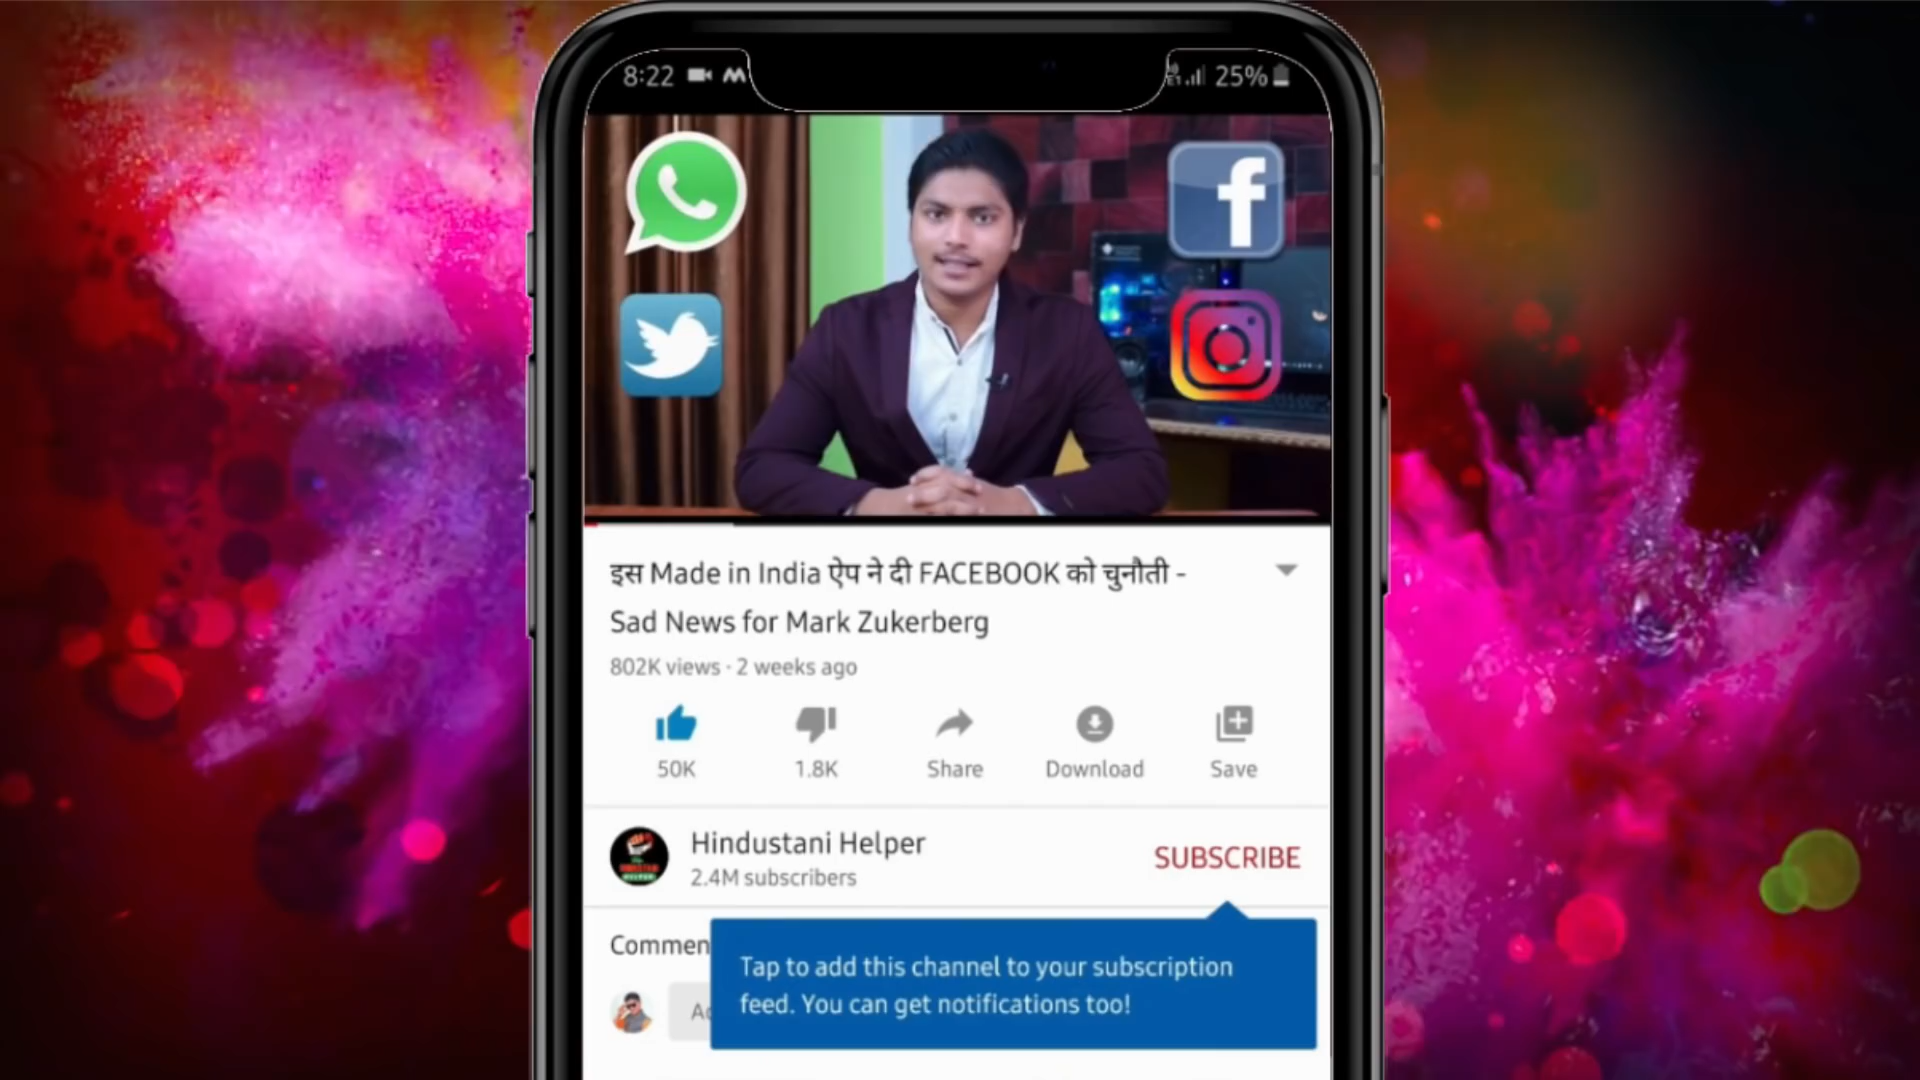 8:22
25%
इस Made in India ऐप ने दी FACEBOOK को चुनौती -
Sad News for Mark Zukerberg
802K views · 2 weeks ago
50K
1.8K
Share
Download
Save
Hindustani Helper
2.4M subscribers
SUBSCRIBE
Commen
Tap to add this channel to your subscription
feed. You can get notifications too!